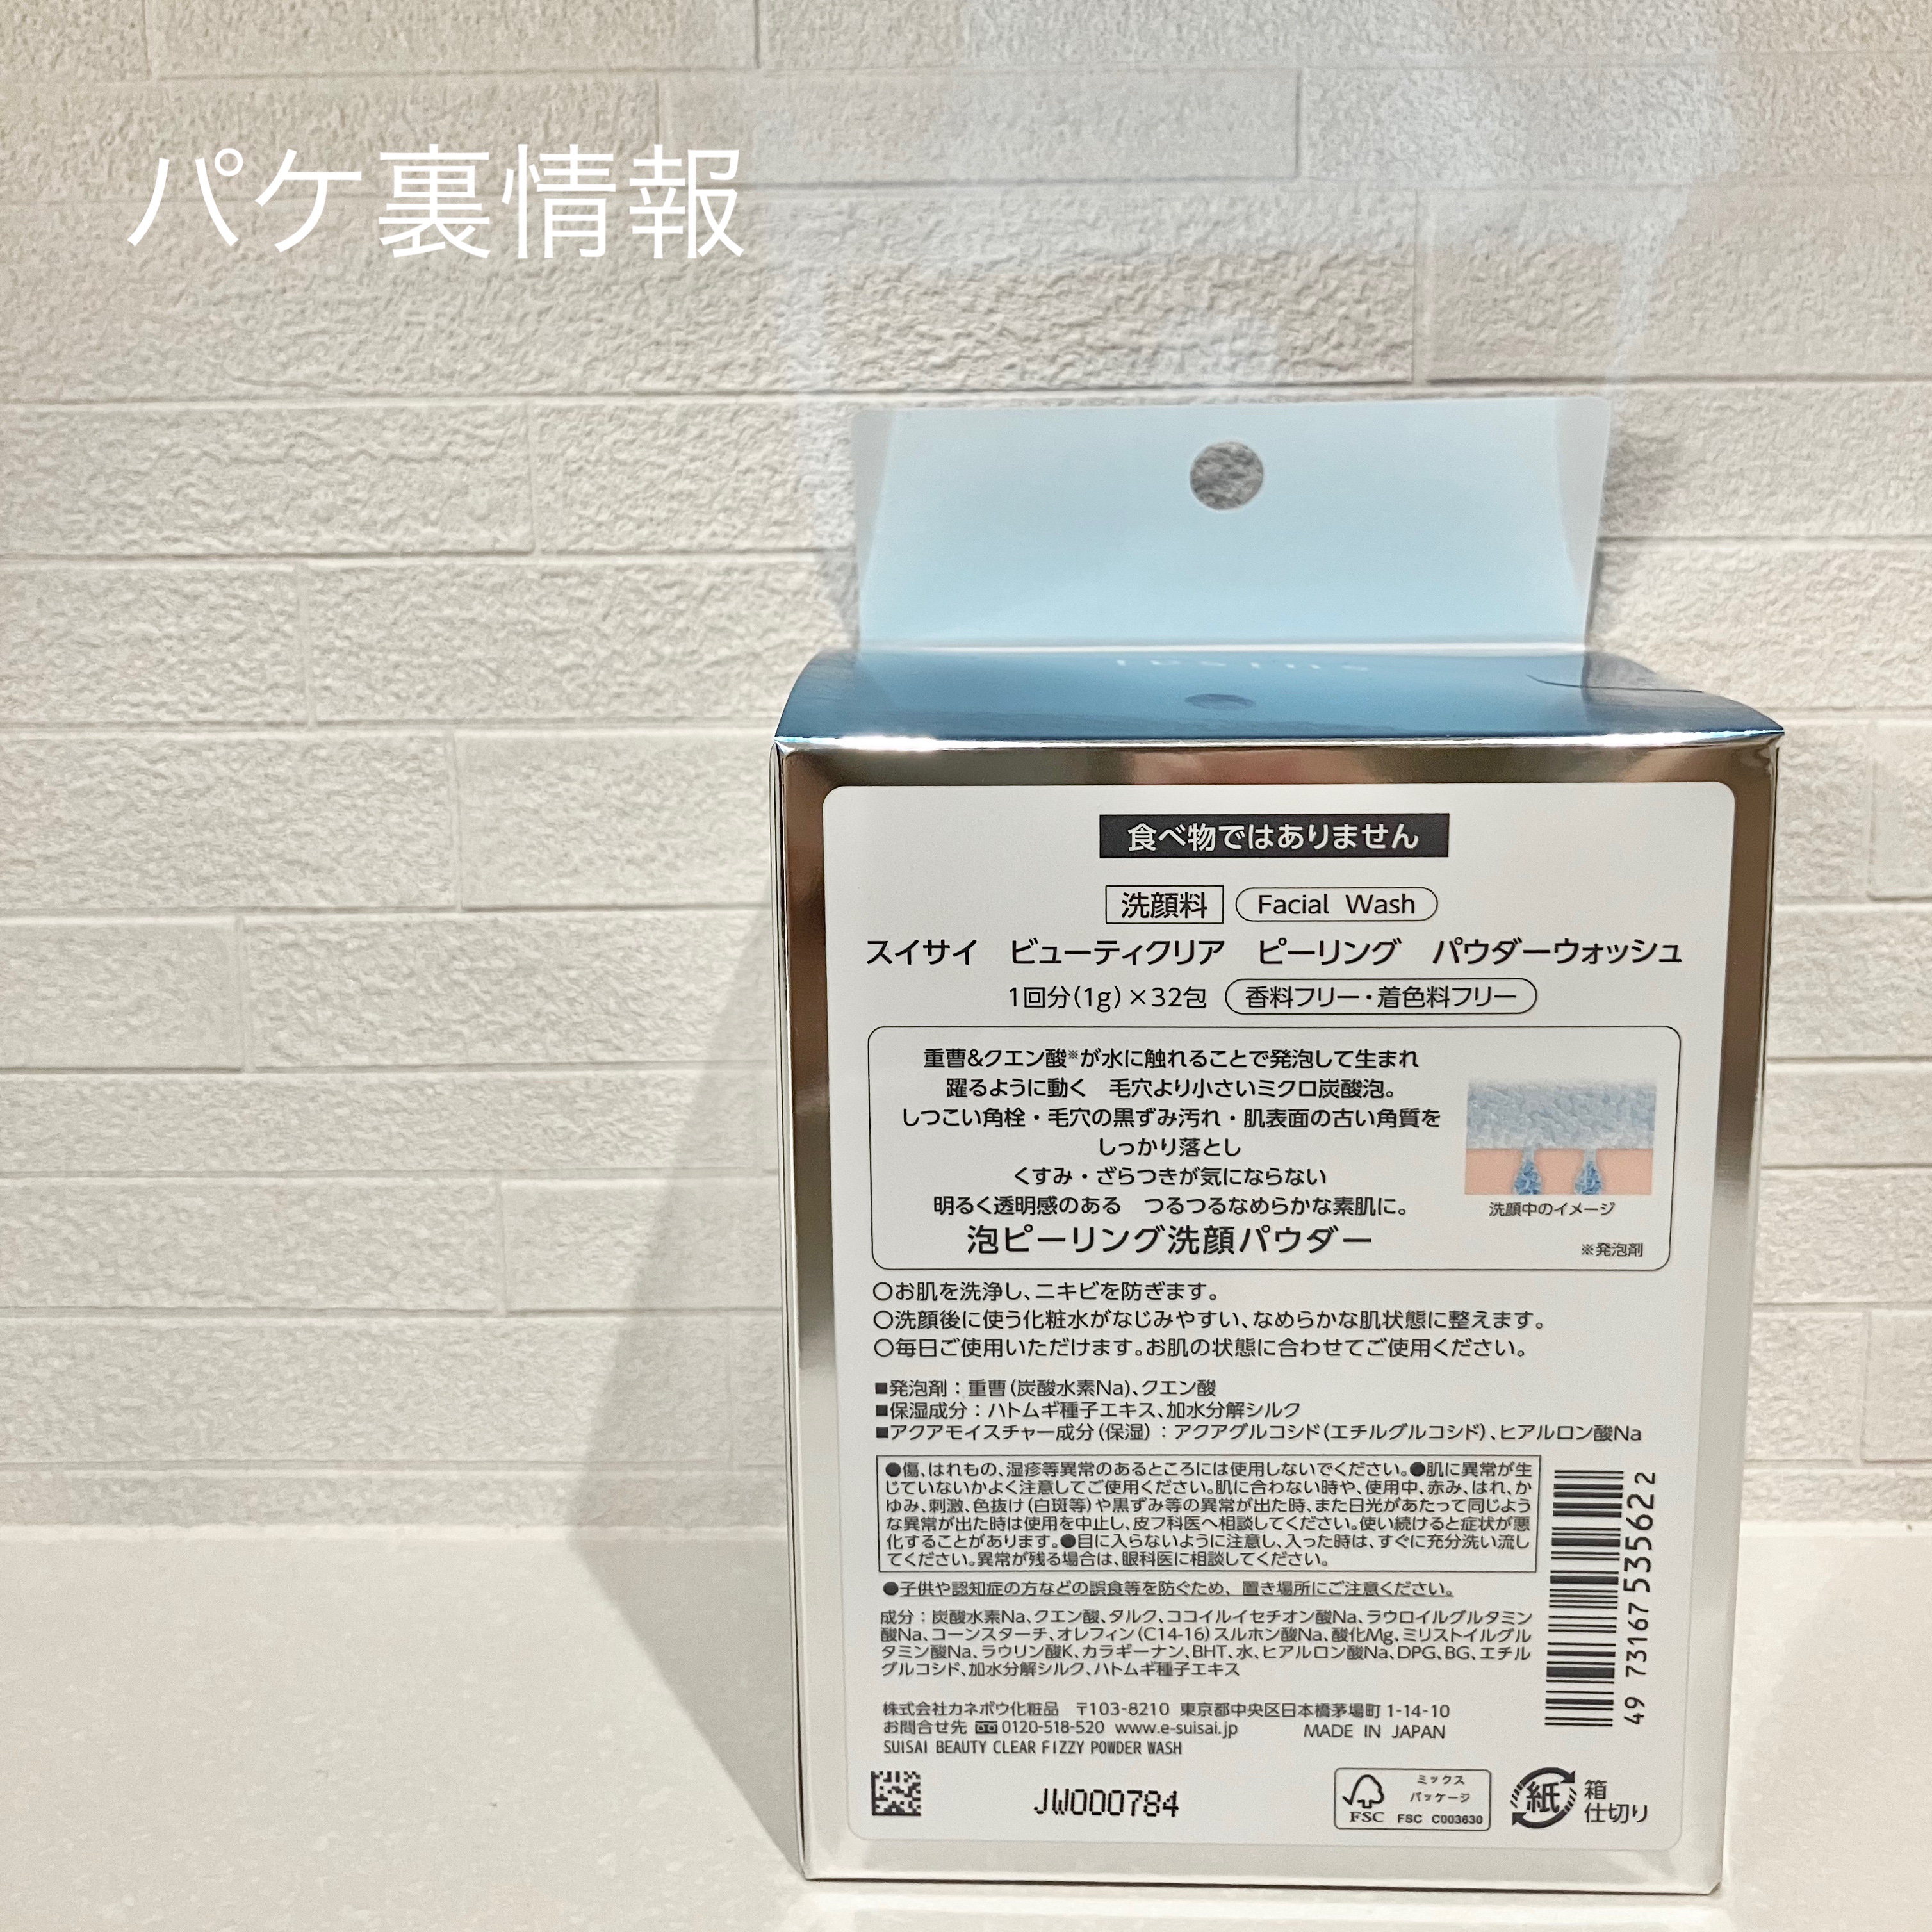 パケ裏情報
suisai
食べ物ではありません
洗顔料 Facial Wash
スイサイ ビューティクリア ピーリング パウダーウォッシュ
1回分(1g)×32包 香料フリー・着色料フリー
重曹&クエン酸※が水に触れることで発泡して生まれ
躍るように動く 毛穴より小さいミクロ炭酸泡。
しつこい角栓・毛穴の黒ずみ汚れ・肌表面の古い角質を
しっかり落とし
くすみ・ざらつきが気にならない
明るく透明感のある つるつるなめらかな素肌に。
泡ピーリング洗顔パウダー
洗顔中のイメージ
※発泡剤
○お肌を洗浄し、ニキビを防ぎます。
○洗顔後に使う化粧水がなじみやすい、なめらかな肌状態に整えます。
○毎日ご使用いただけます。お肌の状態に合わせてご使用ください。
■発泡剤：重曹(炭酸水素Na)、クエン酸
■保湿成分：ハトムギ種子エキス、加水分解シルク
■アクアモイスチャー成分(保湿)：アクアグルコシド(エチルグルコシド)、ヒアルロン酸Na
●傷、はれもの、湿疹等異常のあるところには使用しないでください。●肌に異常が生
じていないかよく注意してご使用ください。肌に合わない時や、使用中、赤み、はれ、か
ゆみ、刺激、色抜け(白斑等)や黒ずみ等の異常が出た時、また日光があたって同じよう
な異常が出た時は使用を中止し、皮フ科医へ相談してください。使い続けると症状が悪
化することがあります。●目に入らないように注意し、入った時は、すぐに充分洗い流し
てください。異常が残る場合は、眼科医に相談してください。
●子供や認知症の方などの誤食等を防ぐため、置き場所にご注意ください。
成分：炭酸水素Na、クエン酸、タルク、ココイルイセチオン酸Na、ラウロイルグルタミン
酸Na、コーンスターチ、オレフィン(C14-16)スルホン酸Na、酸化Mg、ミリストイルグル
タミン酸Na、ラウリン酸K、カラギーナン、BHT、水、ヒアルロン酸Na、DPG、BG、エチル
グルコシド、加水分解シルク、ハトムギ種子エキス
49 73167 53562 2
株式会社カネボウ化粧品 〒103-8210 東京都中央区日本橋茅場町1-14-10
お問合せ先 0120-518-520 www.e-suisai.jp MADE IN JAPAN
SUISAI BEAUTY CLEAR FIZZY POWDER WASH
JW000784
FSC
ミックス
パッケージ
FSC C003630
紙
箱
仕切り